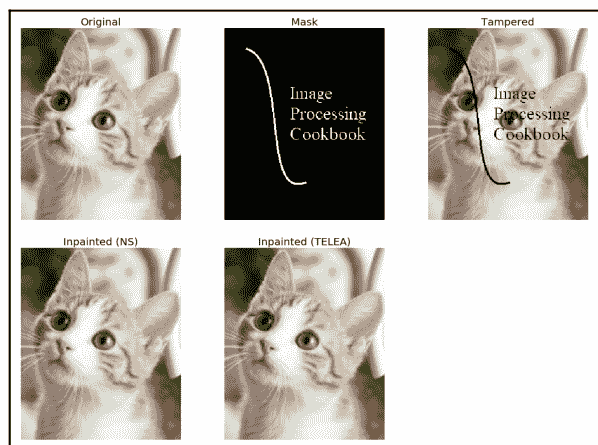 Original
Mask
Tampered
Image
Processing
Cookbook
Image
Processing
Cookbook
Inpainted (NS)
Inpainted (TELEA)